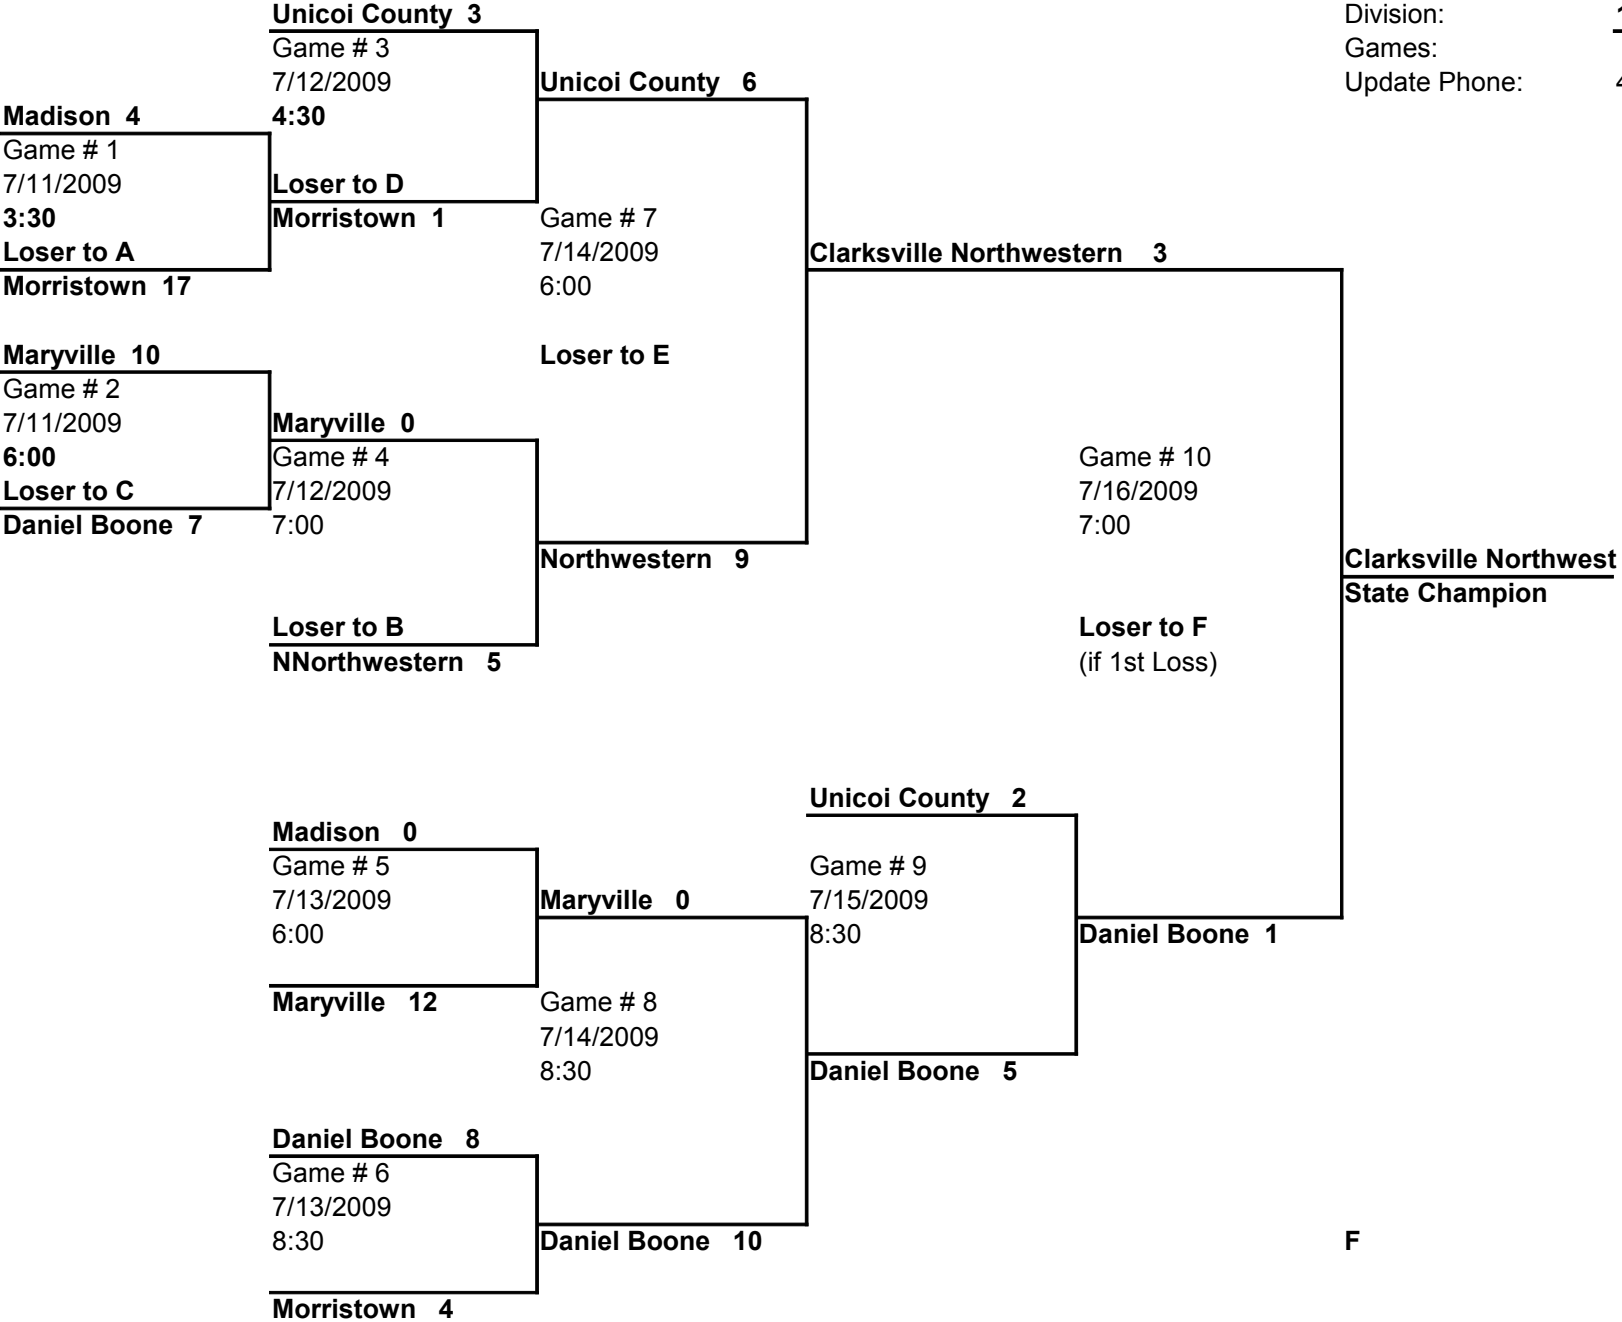 Unicoi County 3
Division:
Game # 3
Games:
7/12/2009
Unicoi County 6
Update Phone:
Madison 4
4:30
Game # 1
7/11/2009
Loser to D
3:30
Morristown 1
Game # 7
Loser to A
7/14/2009
Clarksville Northwestern 3
Morristown 17
6:00
Maryville 10
Loser to E
Game # 2
7/11/2009
Maryville 0
6:00
Game # 4
Game # 10
Loser to C
7/12/2009
7/16/2009
Daniel Boone 7
7:00
7:00
Northwestern 9
Clarksville Northwest
State Champion
Loser to B
Loser to F
NNorthwestern 5
(if 1st Loss)
Unicoi County 2
Madison 0
Game # 5
Game # 9
7/13/2009
Maryville 0
7/15/2009
6:00
8:30
Daniel Boone 1
Maryville 12
Game # 8
7/14/2009
8:30
Daniel Boone 5
Daniel Boone 8
Game # 6
7/13/2009
8:30
Daniel Boone 10
F
Morristown 4